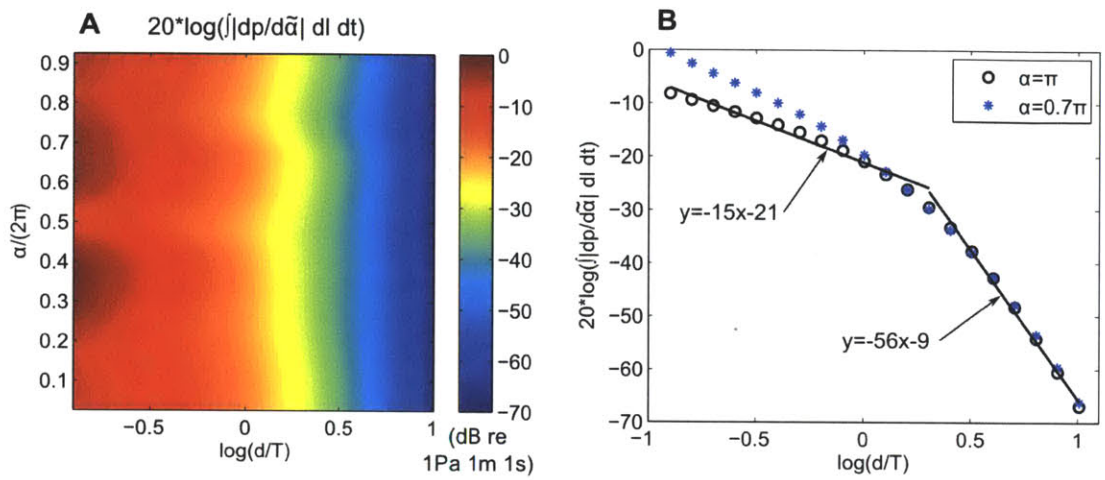 A
20*log(∫|dp/dα̃| dl dt)
0.9
0.8
0.7
0.6
0.5
0.4
0.3
0.2
0.1
α/(2π)
−0.5
0
0.5
1
log(d/T)
0
−10
−20
−30
−40
−50
−60
−70
(dB re
1Pa 1m 1s)
B
0
−10
−20
−30
−40
−50
−60
−70
20*log(∫|dp/dα̃| dl dt)
α=π
α=0.7π
y=-15x-21
y=-56x-9
−1
−0.5
0
0.5
1
log(d/T)